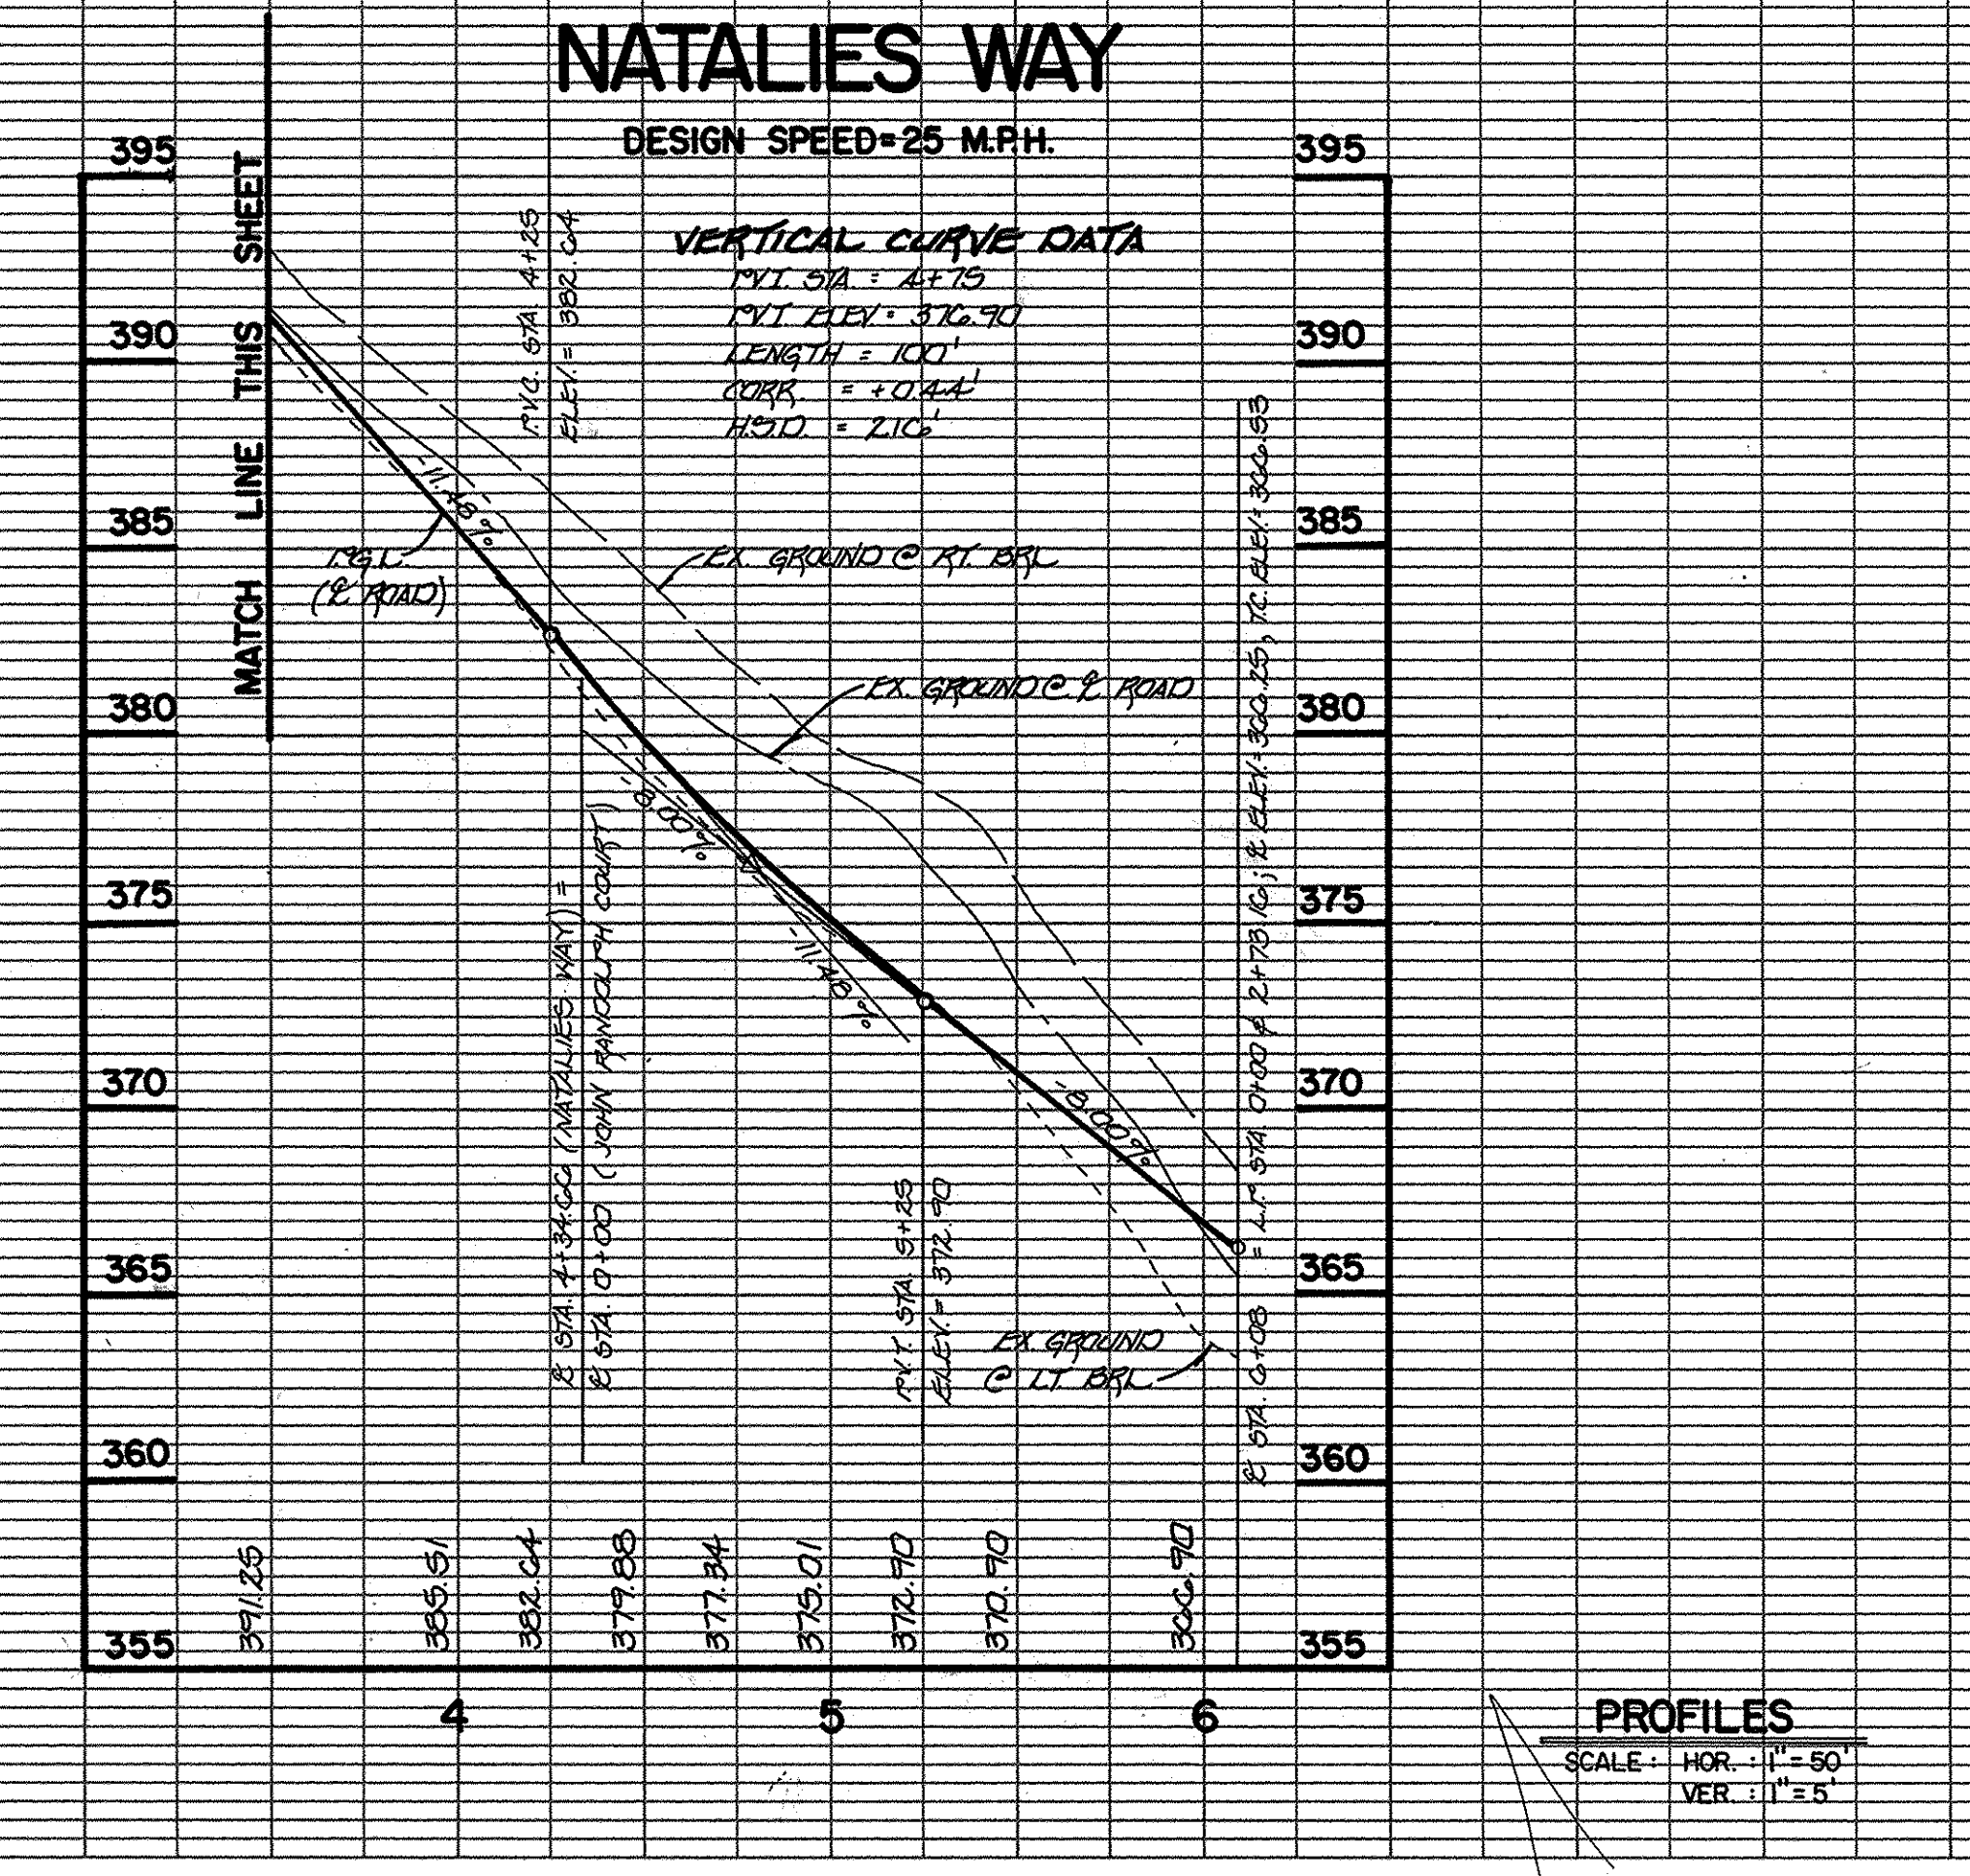 NATALIES WAY
DESIGN SPEED=25 M.P.H.
VERTICAL CURVE DATA
P.V.I. STA. = 4+75
P.V.I. ELEV. = 376.90
LENGTH = 100'
CORR. = +0.44'
H.S.D. = 216'
MATCH LINE THIS SHEET
P.V.C. STA. 4+25
ELEV. = 382.64
395
390
385
380
375
370
365
360
355
395
390
385
380
375
370
365
360
355
-11.48%
P.G.L.
(℄ ROAD)
EX. GROUND @ RT. BRL
EX. GROUND @ ℄ ROAD
-8.00%
-11.48%
-8.00%
℄ STA. 4+34.66 (NATALIES WAY) =
℄ STA. 0+00 (JOHN RANDOLPH COURT)
P.V.T. STA. 5+25
ELEV. = 372.90
EX. GROUND
@ LT. BRL
℄ STA. 6+08 = L.P. STA. 0+00 & 2+73.16; ℄ ELEV. = 366.25, T.C. ELEV. = 366.53
391.25
385.51
382.64
379.88
377.34
375.01
372.90
370.90
366.90
4
5
6
PROFILES
SCALE : HOR. : 1" = 50'
VER. : 1" = 5'